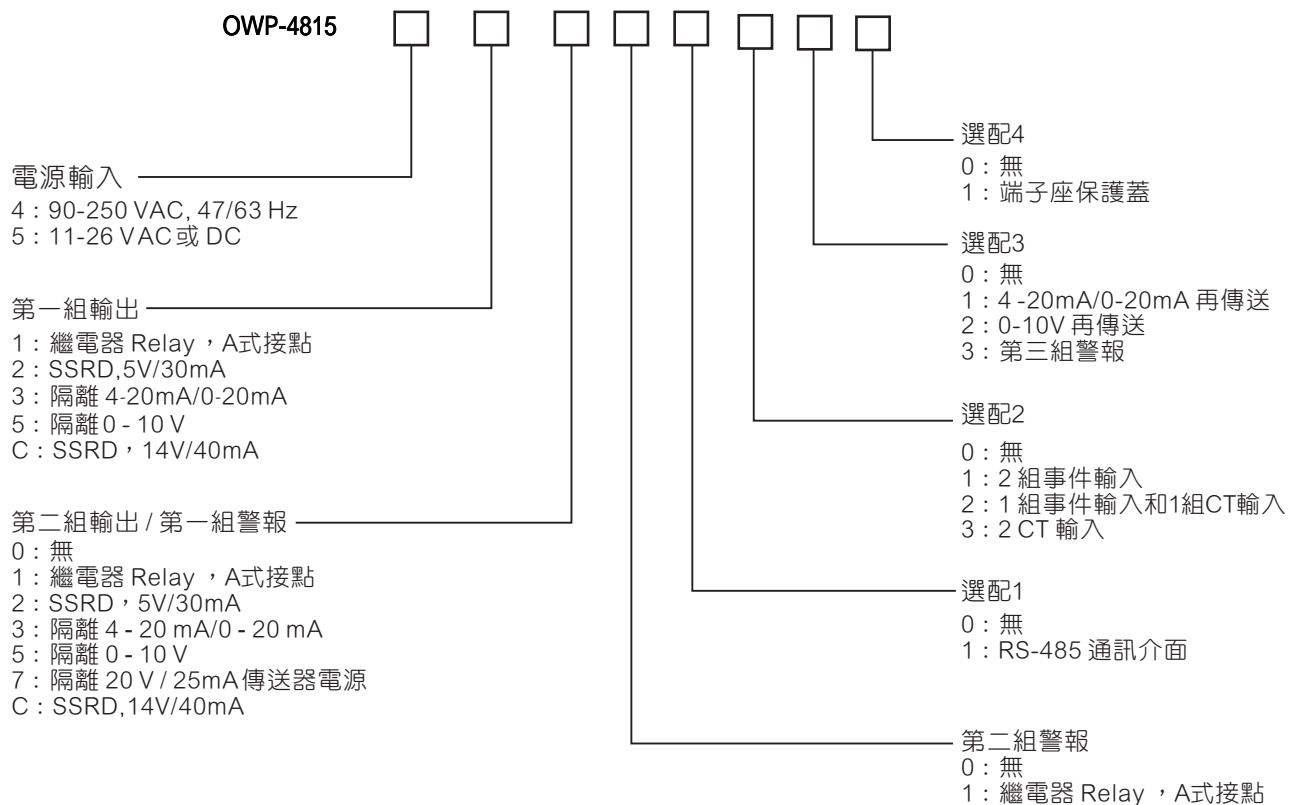 OWP-4815
電源輸入
4：90-250 VAC, 47/63 Hz
5：11-26 VAC或 DC
第一組輸出
1：繼電器 Relay ，A式接點
2：SSRD,5V/30mA
3：隔離 4-20mA/0-20mA
5：隔離0 - 10 V
C：SSRD，14V/40mA
第二組輸出 / 第一組警報
0：無
1：繼電器 Relay ，A式接點
2：SSRD，5V/30mA
3：隔離 4 - 20 mA/0 - 20 mA
5：隔離 0 - 10 V
7：隔離 20 V / 25mA傳送器電源
C：SSRD,14V/40mA
選配4
0：無
1：端子座保護蓋
選配3
0：無
1：4 -20mA/0-20mA 再傳送
2：0-10V 再傳送
3：第三組警報
選配2
0：無
1：2 組事件輸入
2：1 組事件輸入和1組CT輸入
3：2 CT 輸入
選配1
0：無
1：RS-485 通訊介面
第二組警報
0：無
1：繼電器 Relay ，A式接點